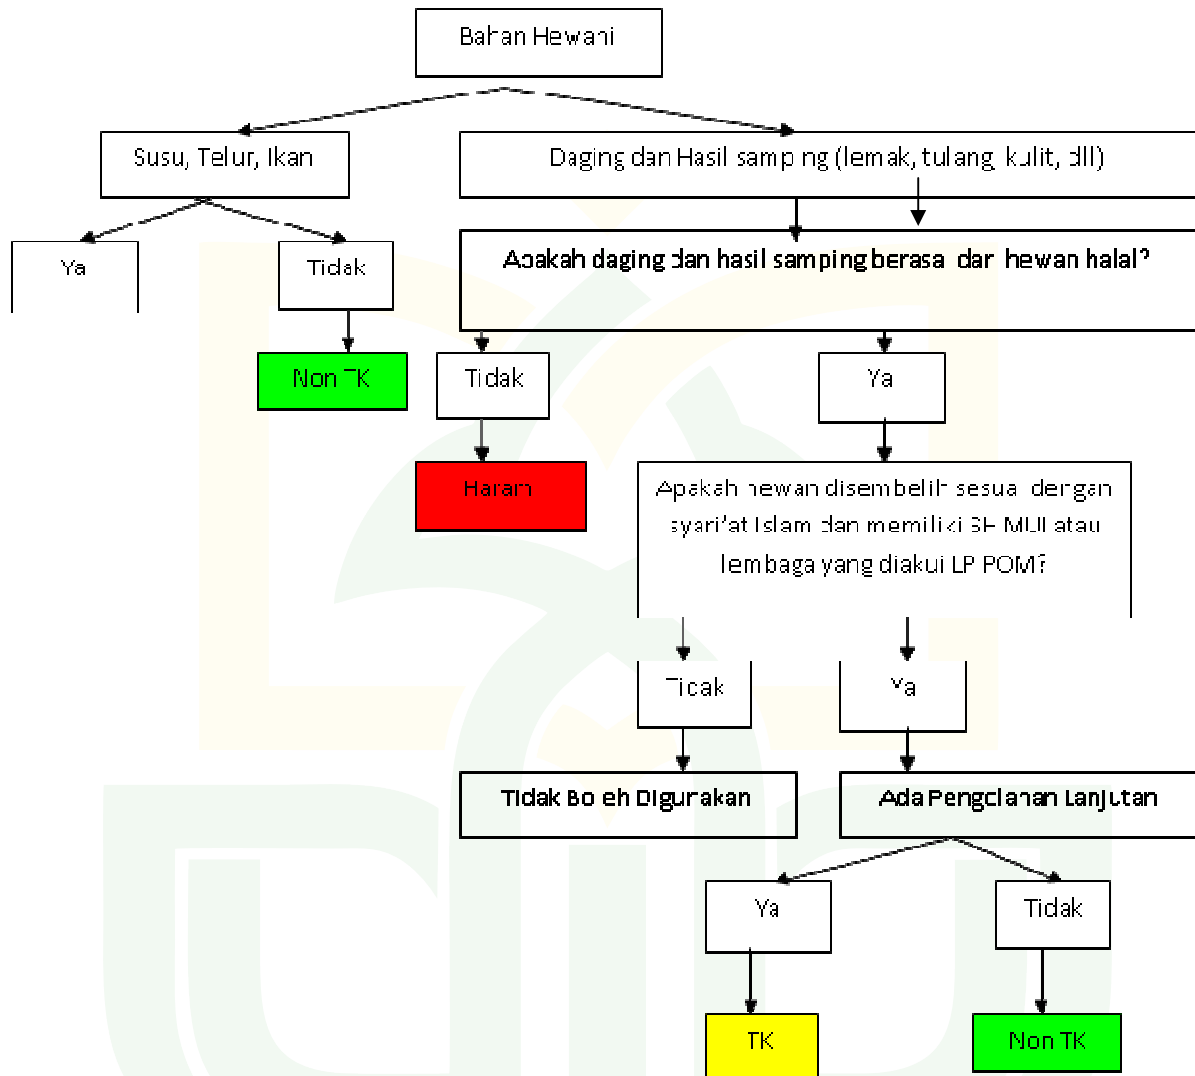 Bahan Hewani
Susu, Telur, Ikan
Daging dan Hasil samping (lemak, tulang, kulit, dll)
Ya
Tidak
Apakah daging dan hasil samping berasal dari hewan halal?
Non TK
Tidak
Ya
Haram
Apakah hewan disembelih sesuai dengan
syari'at Islam dan memiliki SH MUI atau
lembaga yang diakui LP POM?
Tidak
Ya
Tidak Boleh Digunakan
Ada Pengolahan Lanjutan
Ya
Tidak
TK
Non TK